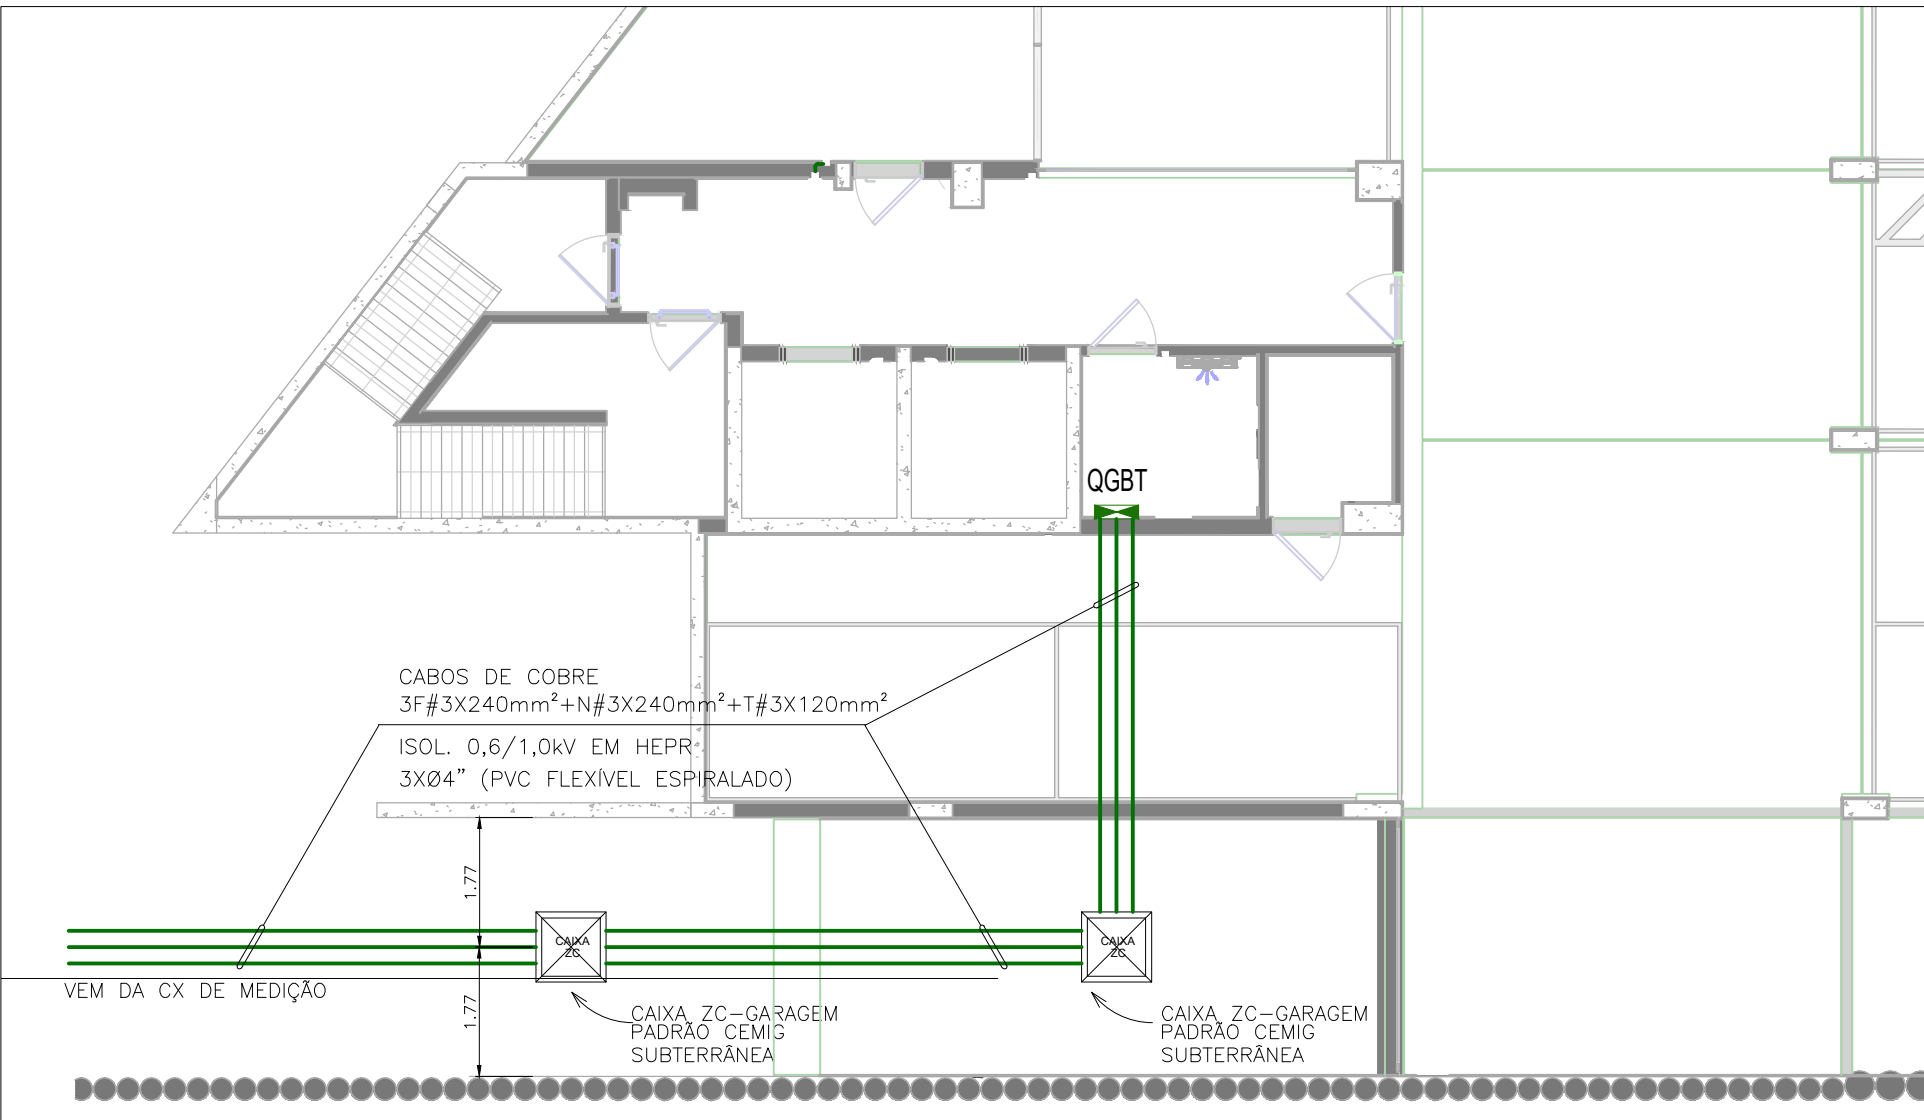 QGBT
CABOS DE COBRE
3F#3X240mm²+N#3X240mm²+T#3X120mm²
ISOL. 0,6/1,0kV EM HEPR
3XØ4” (PVC FLEXÍVEL ESPIRALADO)
1.77
CAIXA
ZC
CAIXA
ZC
VEM DA CX DE MEDIÇÃO
1.77
CAIXA ZC-GARAGEM
PADRÃO CEMIG
SUBTERRÂNEA
CAIXA ZC-GARAGEM
PADRÃO CEMIG
SUBTERRÂNEA